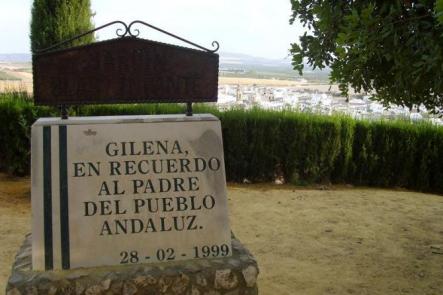 GILENA,
EN RECUERDO
AL PADRE
DEL PUEBLO
ANDALUZ.
28-02-1999